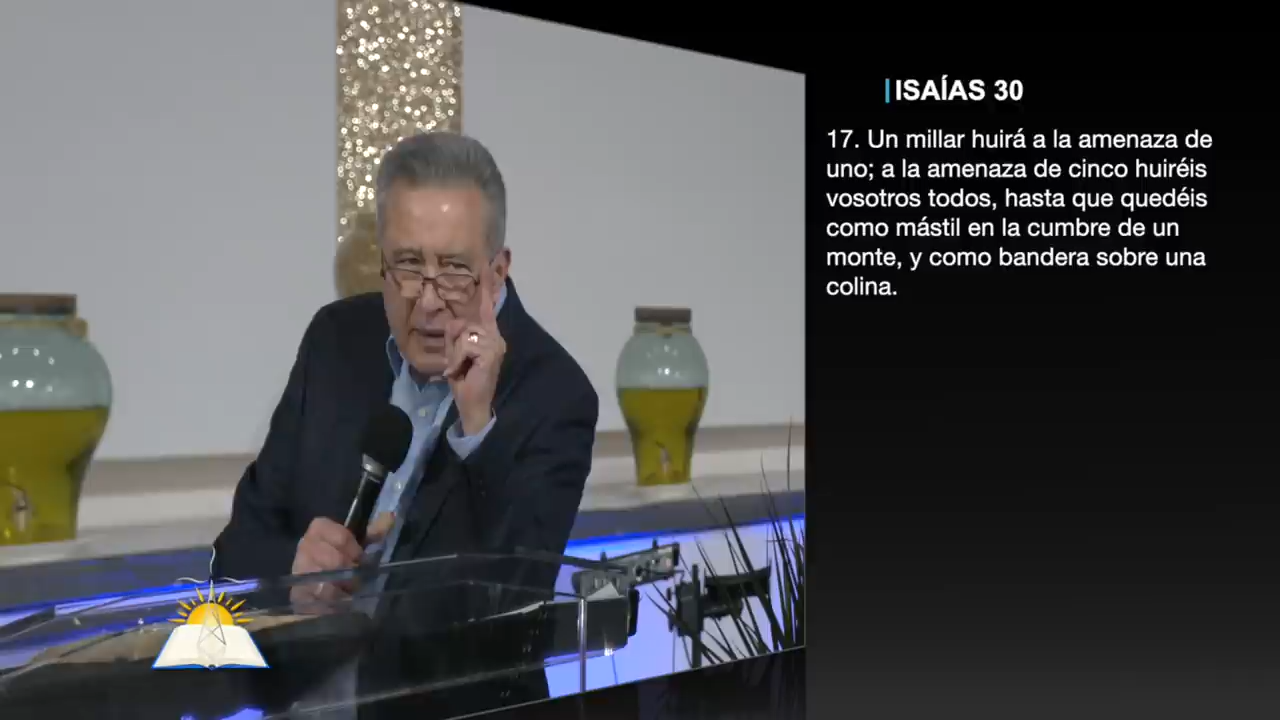 ISAÍAS 30
17. Un millar huirá a la amenaza de
uno; a la amenaza de cinco huiréis
vosotros todos, hasta que quedéis
como mástil en la cumbre de un
monte, y como bandera sobre una
colina.